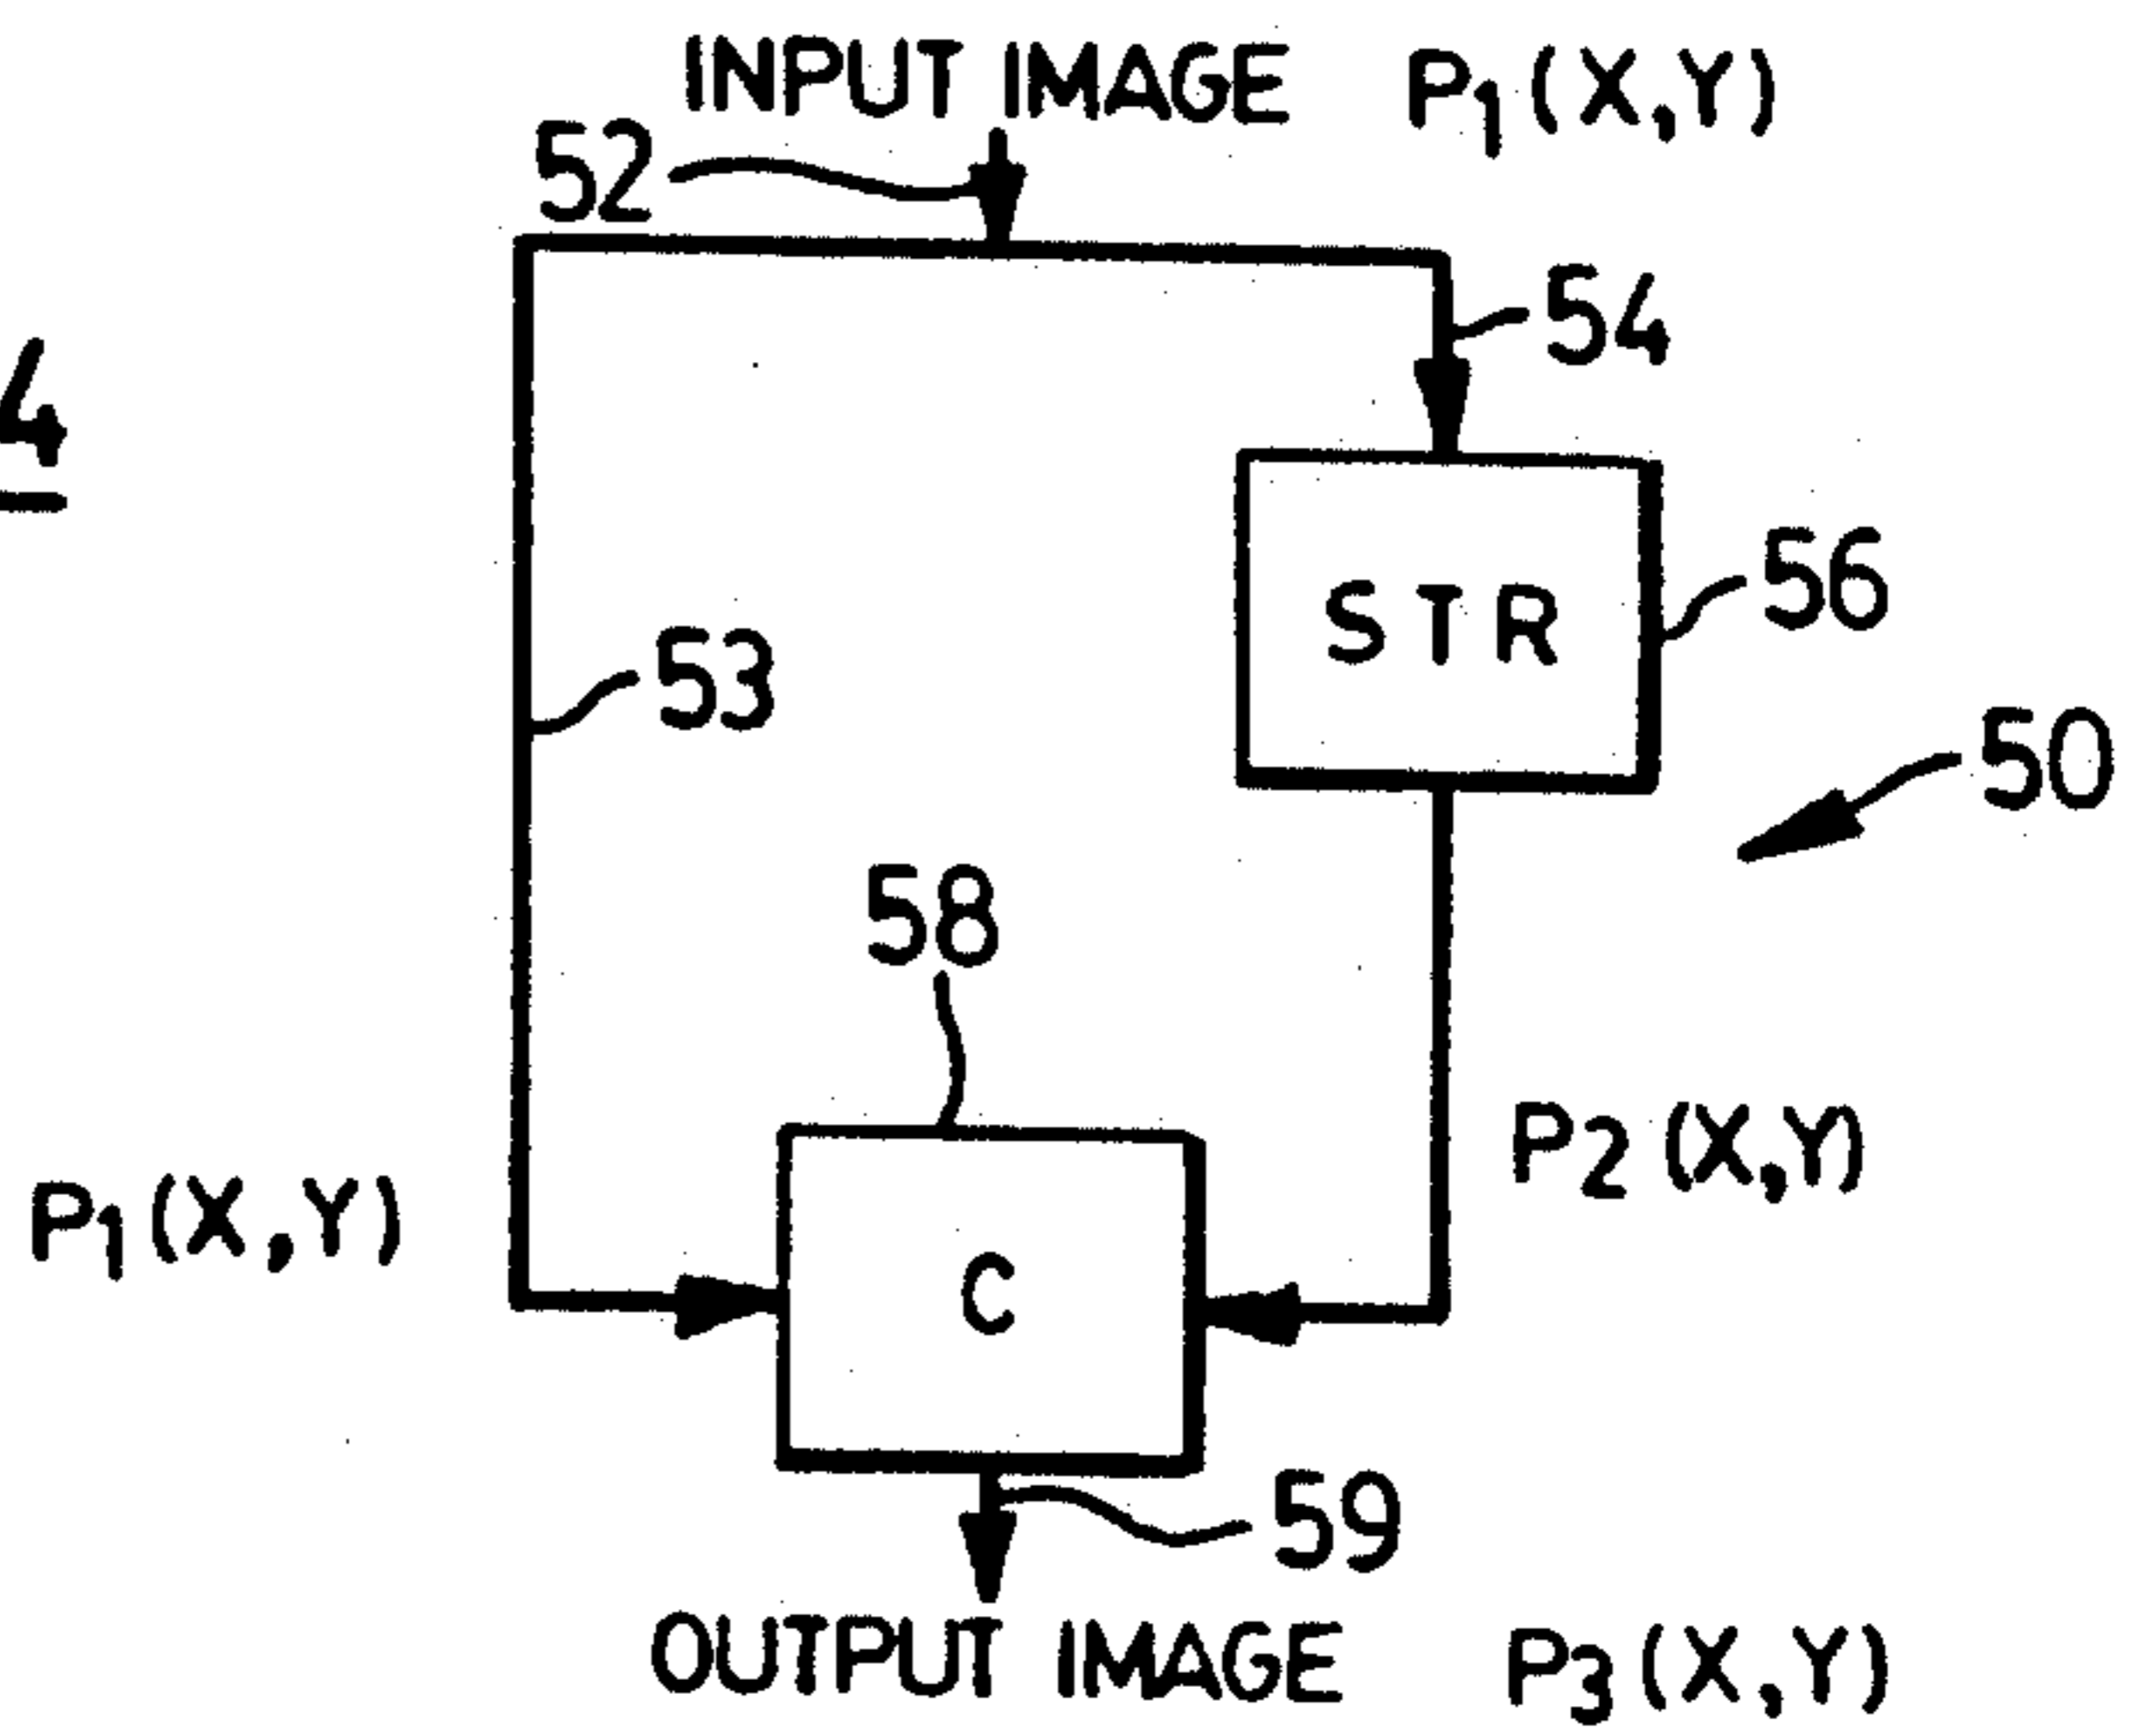 INPUT IMAGE P1(X,Y)
52
54
4
STR
56
53
50
58
P2(X,Y)
P1(X,Y)
C
59
OUTPUT IMAGE P3(X,Y)